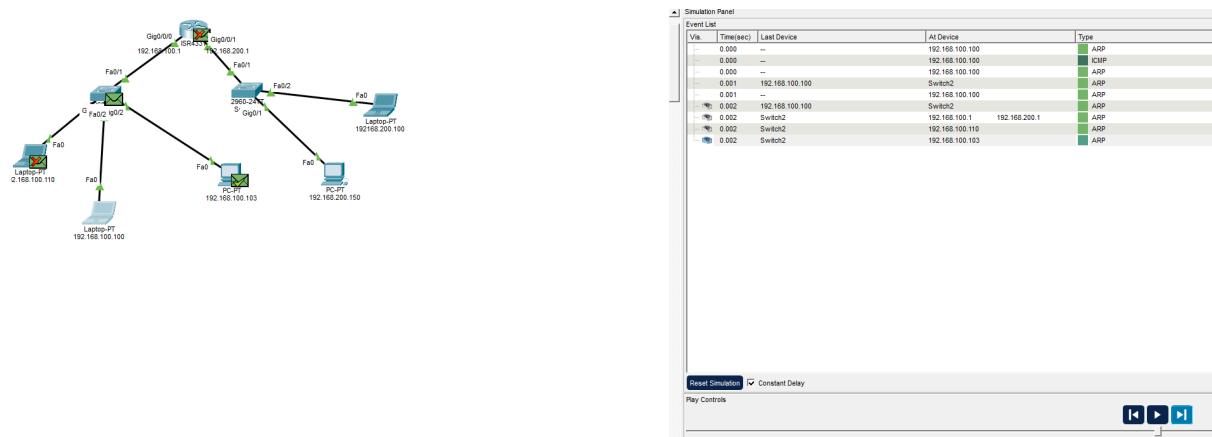 Gig0/0/0
Gig0/0/1
192.168.100.1
192.168.200.1
Fa0/1
Fa0/1
Fa0/2
Fa0/2
Gig0/1
Fa0
Laptop-PT
192168.200.100
Fa0
Laptop-PT
2.168.100.110
Fa0
Laptop-PT
192.168.100.100
Fa0
PC-PT
192.168.100.103
Fa0
PC-PT
192.168.200.150
Simulation Panel
Event List
Vis. Time(sec) Last Device At Device Type
0.000 -- 192.168.100.100 ARP
0.000 -- 192.168.100.100 ICMP
0.000 -- 192.168.100.100 ARP
0.001 192.168.100.100 Switch2 ARP
0.001 -- 192.168.100.100 ARP
0.002 192.168.100.100 Switch2 ARP
0.002 Switch2 192.168.100.1 192.168.200.1 ARP
0.002 Switch2 192.168.100.110 ARP
0.002 Switch2 192.168.100.103 ARP
Reset Simulation Constant Delay
Play Controls